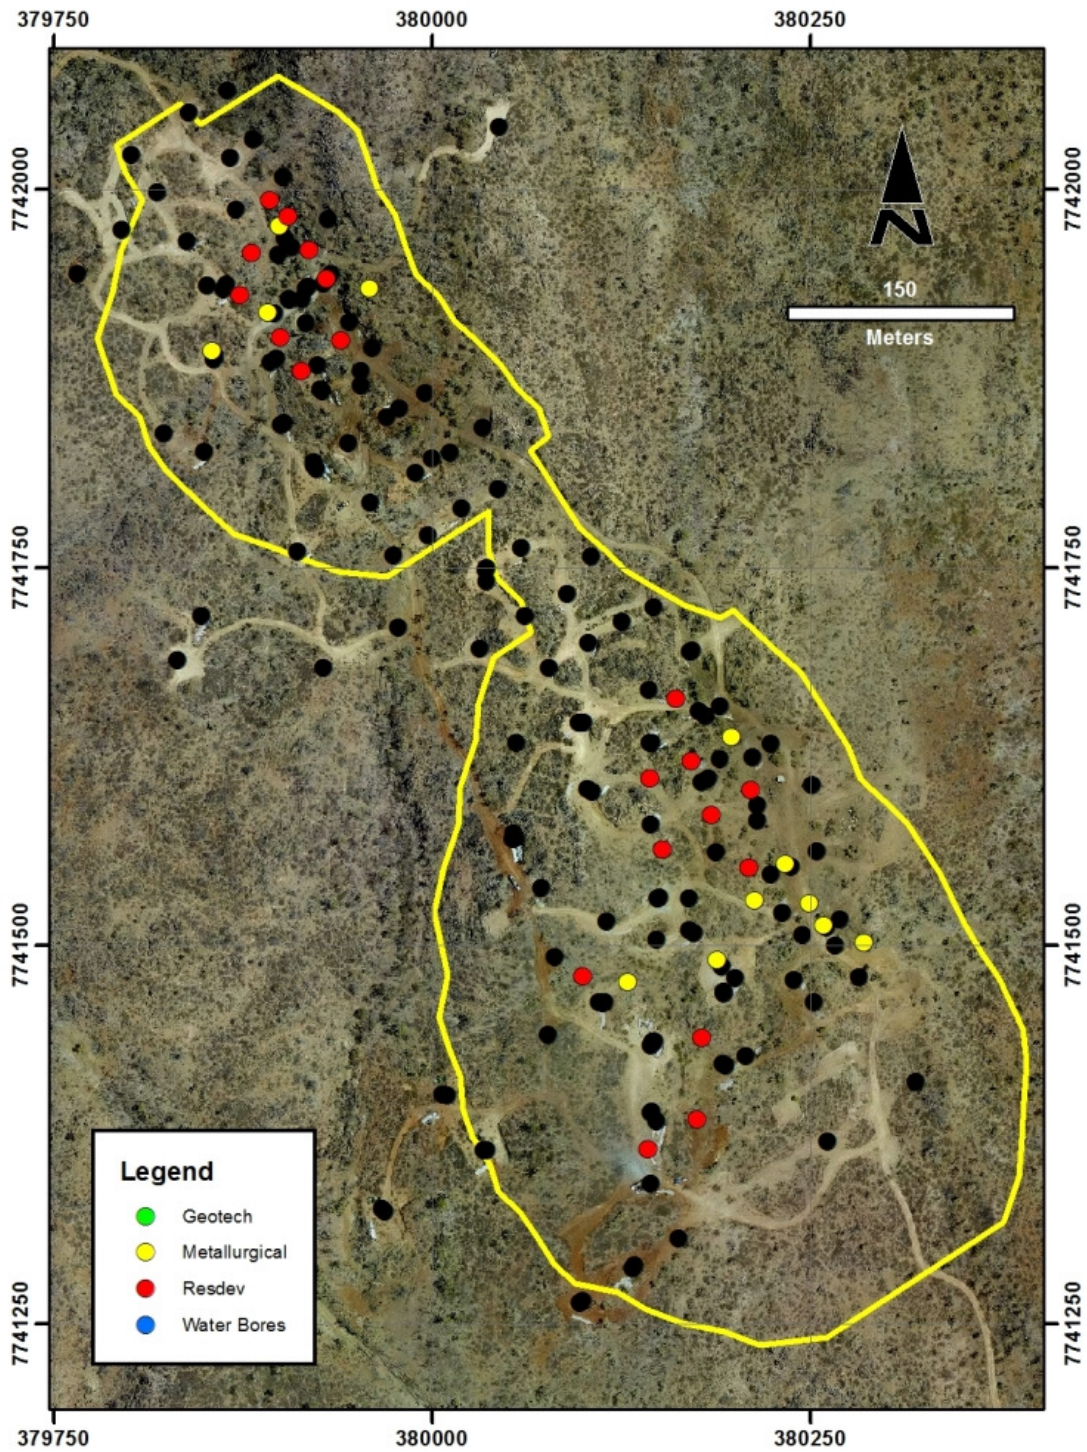 379750 380000 380250
7742000 7742000
N
150
Meters
7741750 7741750
7741500 7741500
Legend
Geotech
Metallurgical
Resdev
Water Bores
7741250 7741250
379750 380000 380250